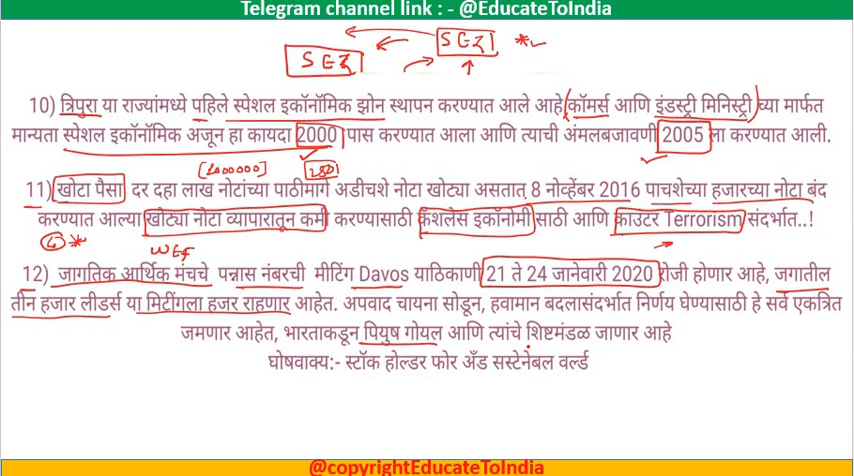 Telegram channel link : - @EducateToIndia
SEZ
SEZ
10) त्रिपुरा या राज्यांमध्ये पहिले स्पेशल इकॉनॉमिक झोन स्थापन करण्यात आले आहे कॉमर्स आणि इंडस्ट्री मिनिस्ट्री च्या मार्फत
मान्यता स्पेशल इकॉनॉमिक अजून हा कायदा 2000 पास करण्यात आला आणि त्याची अंमलबजावणी 2005 ला करण्यात आली.
[1000000] 250
11) खोटा पैसा दर दहा लाख नोटांच्या पाठीमागे अडीचशे नोटा खोट्या असतात् 8 नोव्हेंबर 2016 पाचशेच्या हजारच्या नोटा बंद
करण्यात आल्या खोट्या नोटा व्यापारातून कमी करण्यासाठी कॅशलेस इकॉनोमी साठी आणि काउंटर Terrorism संदर्भात..!
WEF
12) जागतिक आर्थिक मंचचे पन्नास नंबरची मीटिंग Davos याठिकाणी 21 ते 24 जानेवारी 2020 रोजी होणार आहे, जगातील
तीन हजार लीडर्स या मिटींगला हजर राहणार आहेत. अपवाद चायना सोडून, हवामान बदलासंदर्भात निर्णय घेण्यासाठी हे सर्व एकत्रित
जमणार आहेत, भारताकडून पियुष गोयल आणि त्यांचे शिष्टमंडळ जाणार आहे
घोषवाक्य:- स्टॉक होल्डर फोर अँड सस्टेनेबल वर्ल्ड
@copyrightEducateToIndia